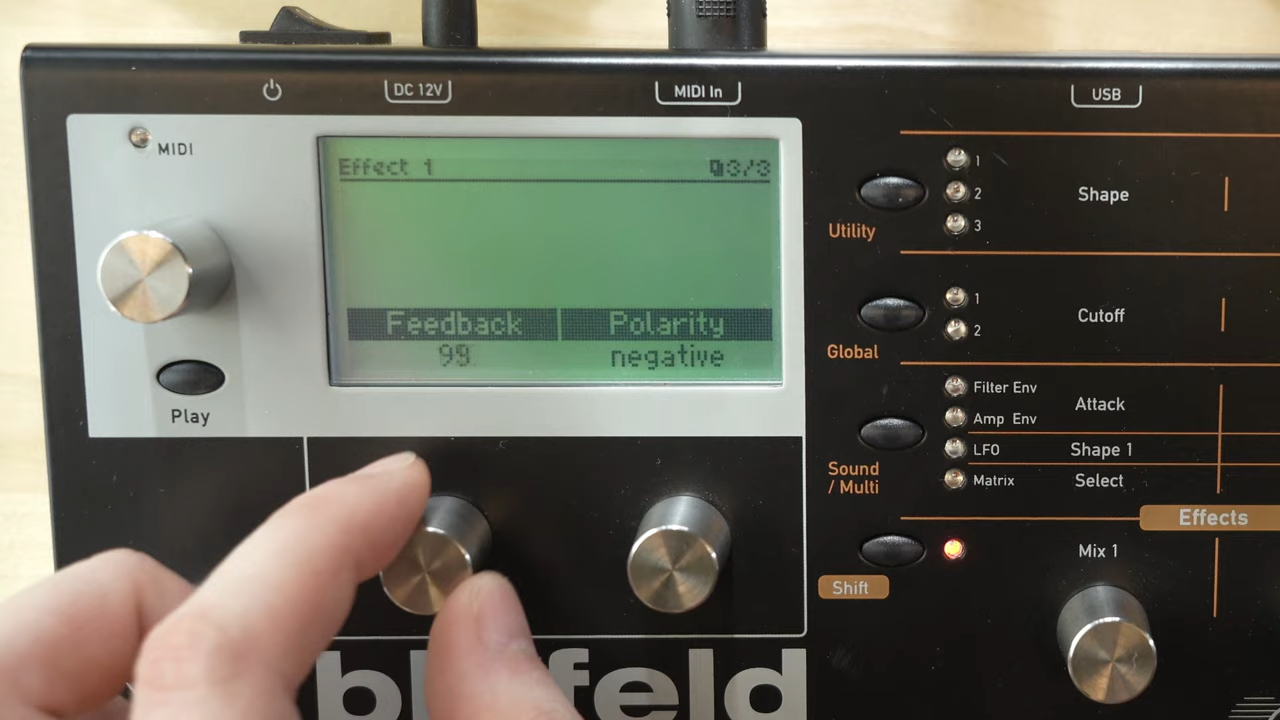 DC 12V
MIDI In
USB
MIDI
Effect 1
3/3
Feedback
Polarity
98
negative
Play
Utility
1
2
3
Shape
Global
1
2
Cutoff
Sound
/ Multi
Filter Env
Amp Env
Attack
LFO
Shape 1
Matrix
Select
Effects
Shift
Mix 1